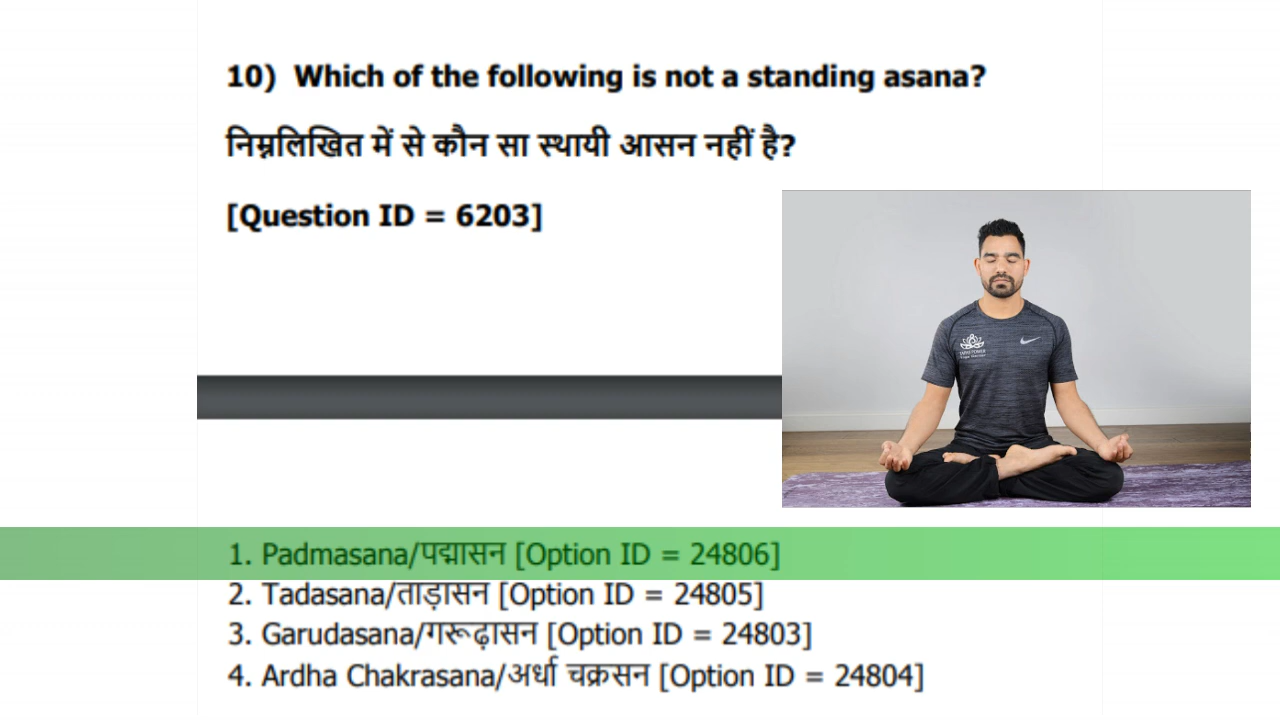 10) Which of the following is not a standing asana?
निम्नलिखित में से कौन सा स्थायी आसन नहीं है?
[Question ID = 6203]
1. Padmasana/पद्मासन [Option ID = 24806]
2. Tadasana/ताड़ासन [Option ID = 24805]
3. Garudasana/गरूढ़ासन [Option ID = 24803]
4. Ardha Chakrasana/अर्धा चक्रसन [Option ID = 24804]